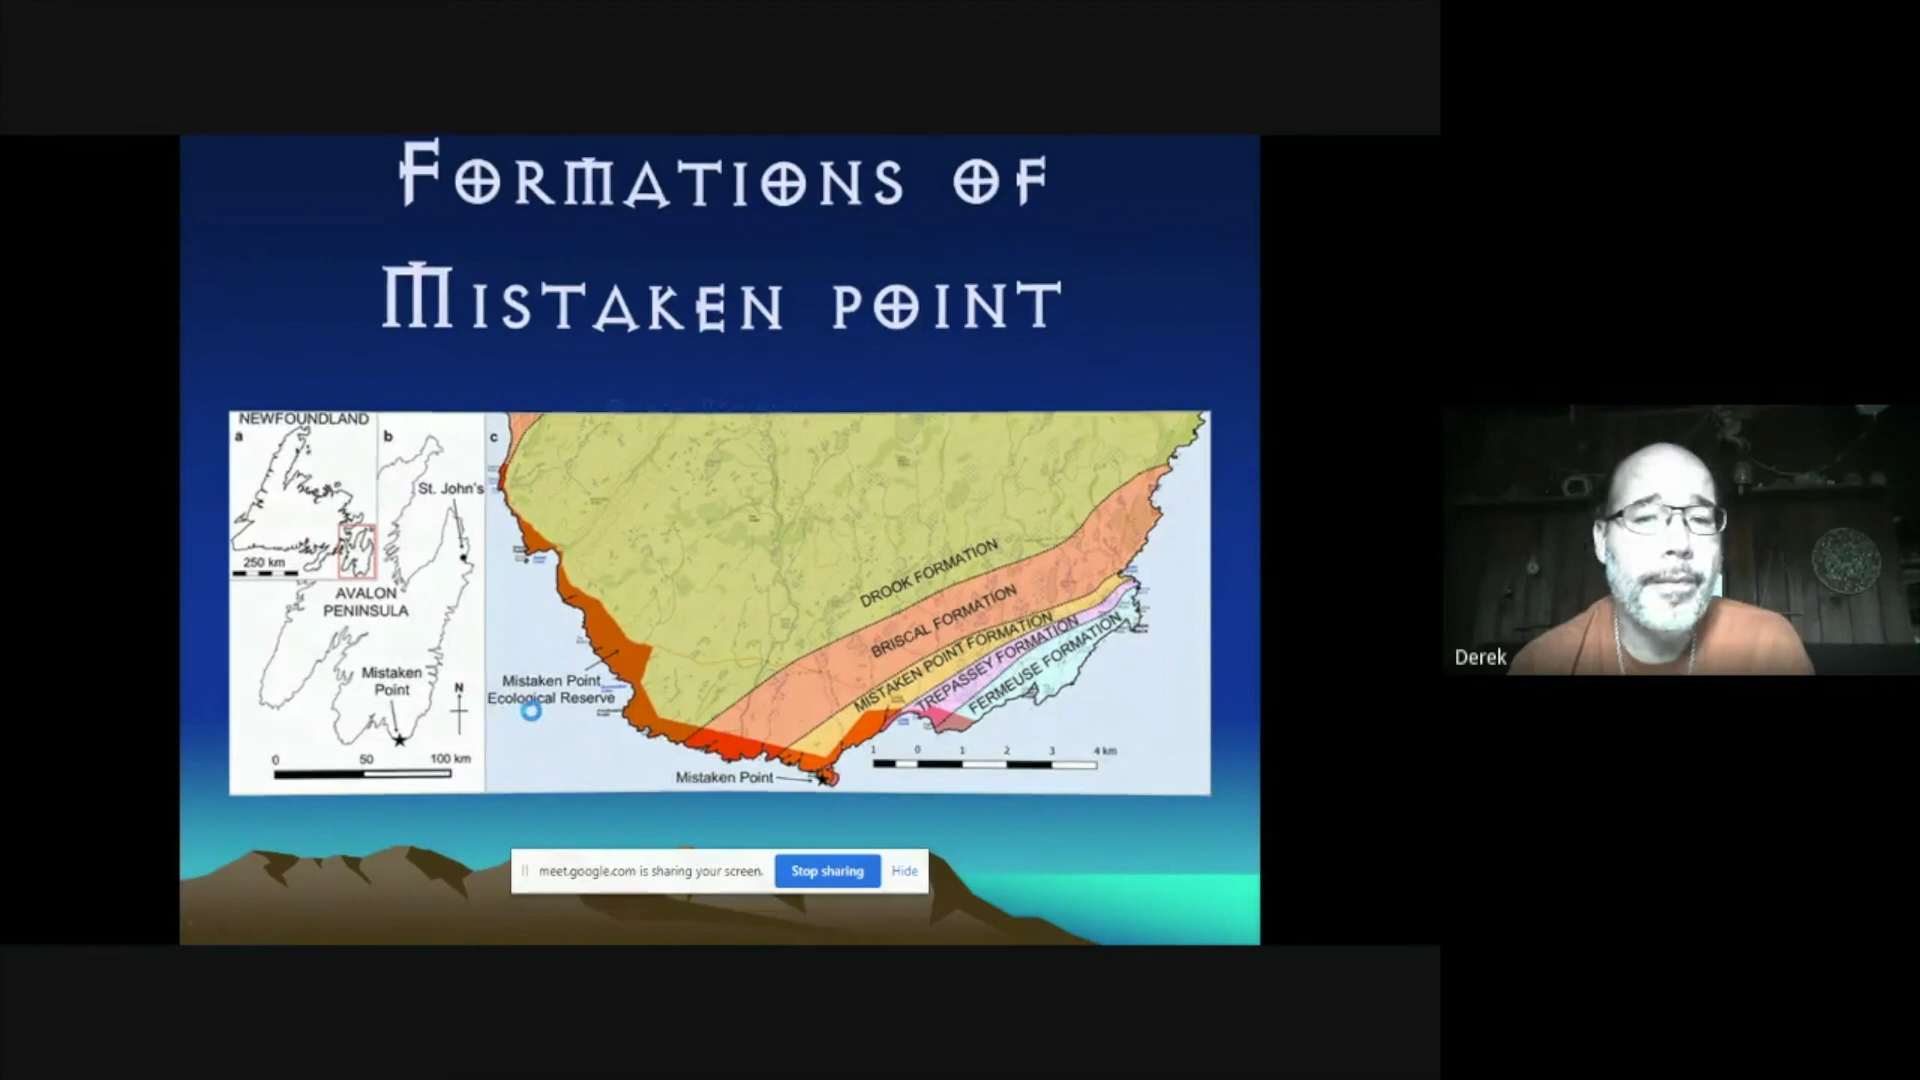 Formations of
Mistaken point
NEWFOUNDLAND
a
b
c
St. John's
250 km
AVALON
PENINSULA
Mistaken
Point
N
0 50 100 km
DROOK FORMATION
BRISCAL FORMATION
MISTAKEN POINT FORMATION
TREPASSEY FORMATION
FERMEUSE FORMATION
Mistaken Point
Ecological Reserve
1 0 1 2 3 4 km
Mistaken Point
meet.google.com is sharing your screen.
Stop sharing
Hide
Derek